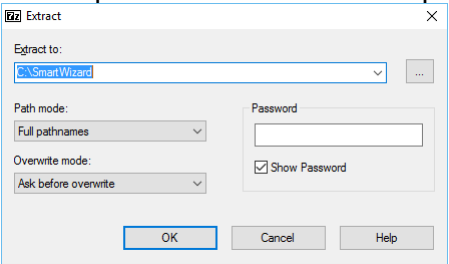 7z Extract
Extract to:
C:\SmartWizard
...
Path mode:
Full pathnames
Password
Overwrite mode:
Ask before overwrite
Show Password
OK
Cancel
Help